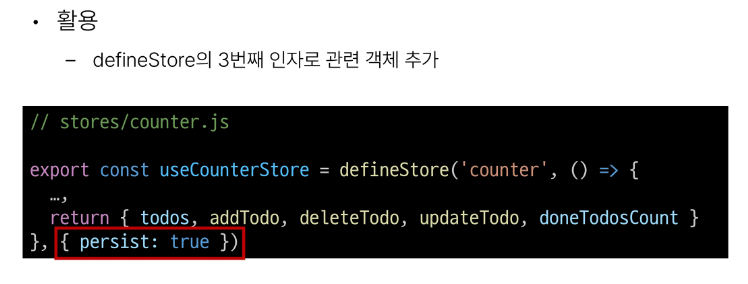 • 활용
– defineStore의 3번째 인자로 관련 객체 추가
// stores/counter.js
export const useCounterStore = defineStore('counter', () => {
…,
return { todos, addTodo, deleteTodo, updateTodo, doneTodosCount }
}, { persist: true })